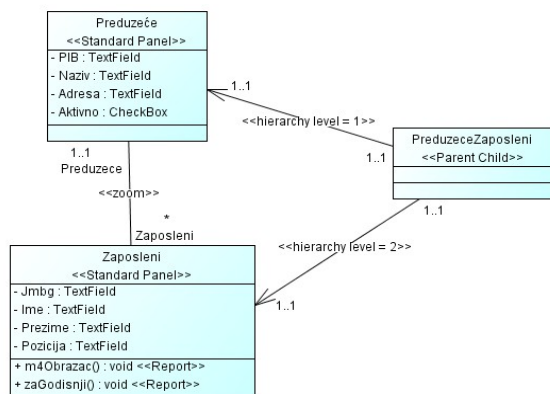 Preduzeće
<<Standard Panel>>
- PIB : TextField
- Naziv : TextField
- Adresa : TextField
- Aktivno : CheckBox
1..1
<<hierarchy level = 1>>
1..1
PreduzeceZaposleni
<<Parent Child>>
1..1
1..1
Preduzece
<<zoom>>
*
Zaposleni
<<hierarchy level = 2>>
1..1
Zaposleni
<<Standard Panel>>
- Jmbg : TextField
- Ime : TextField
- Prezime : TextField
- Pozicija : TextField
+ m4Obrazac() : void <<Report>>
+ zaGodisnji() : void <<Report>>